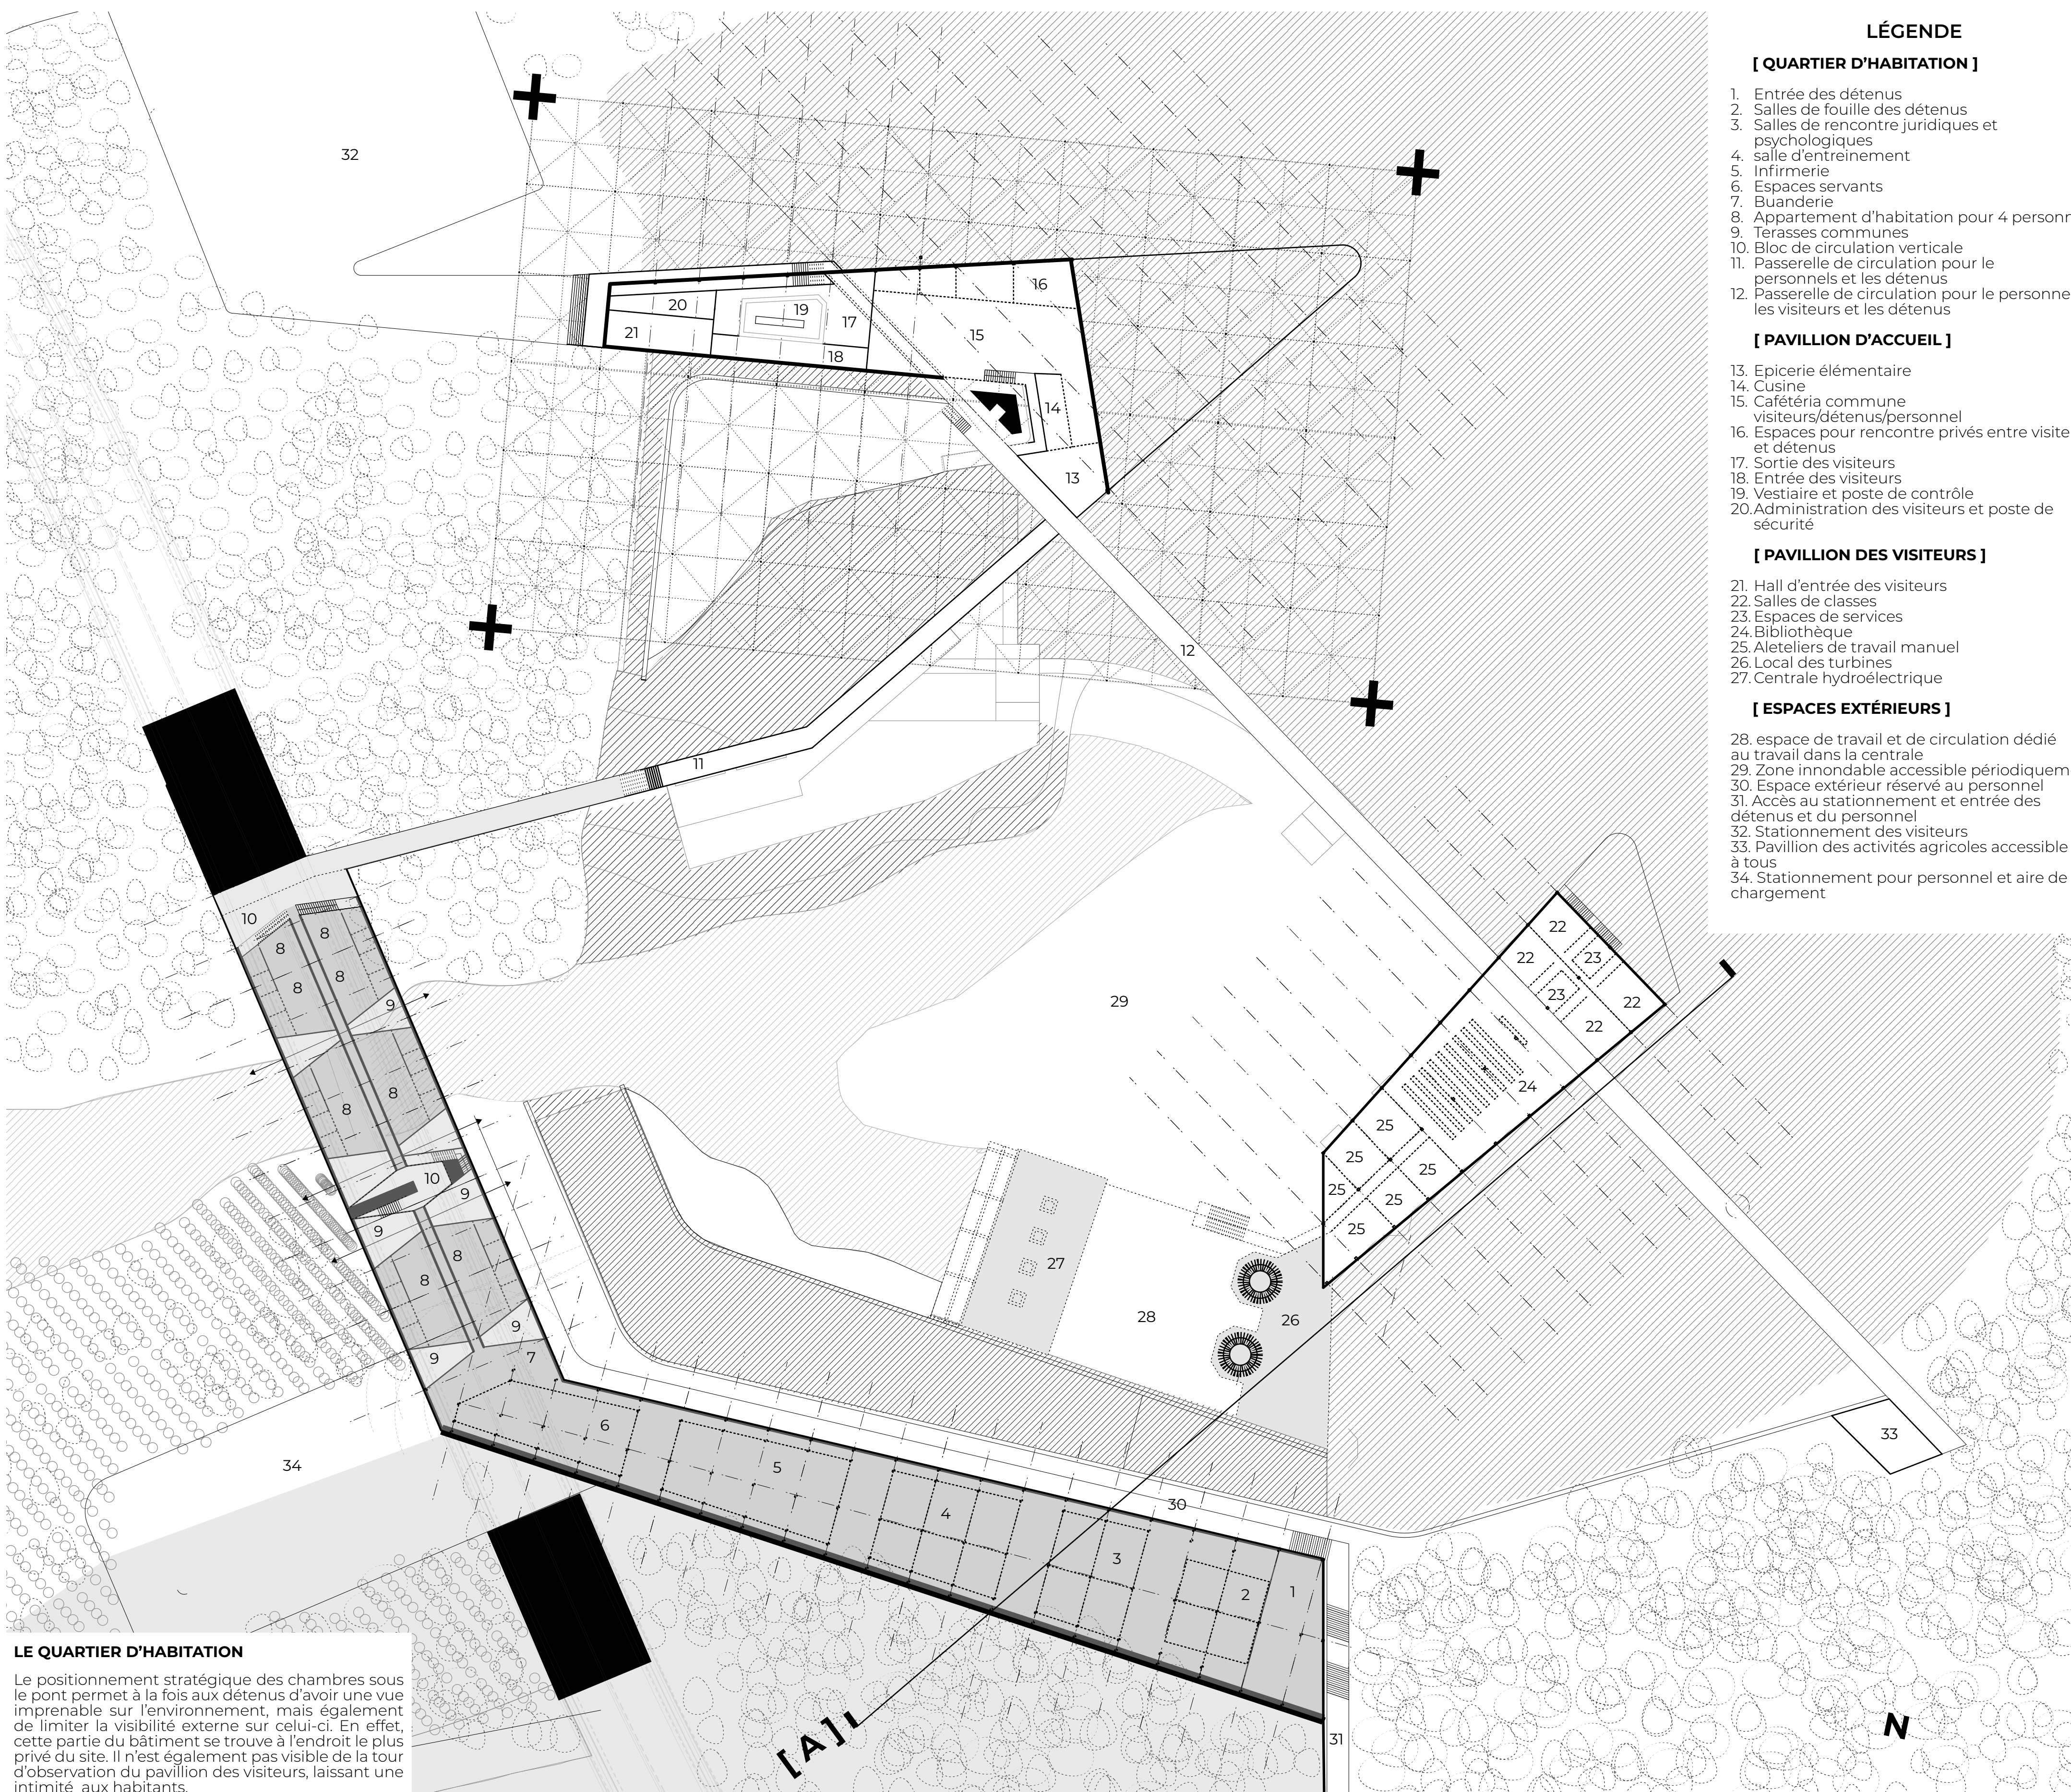 LÉGENDE
[ QUARTIER D'HABITATION ]
1. Entrée des détenus
2. Salles de fouille des détenus
3. Salles de rencontre juridiques et
psychologiques
4. salle d'entreinement
5. Infirmerie
6. Espaces servants
7. Buanderie
8. Appartement d'habitation pour 4 personn
9. Terasses communes
10. Bloc de circulation verticale
11. Passerelle de circulation pour le
personnels et les détenus
12. Passerelle de circulation pour le personne
les visiteurs et les détenus
[ PAVILLION D'ACCUEIL ]
13. Epicerie élémentaire
14. Cusine
15. Cafétéria commune
visiteurs/détenus/personnel
16. Espaces pour rencontre privés entre visite
et détenus
17. Sortie des visiteurs
18. Entrée des visiteurs
19. Vestiaire et poste de contrôle
20. Administration des visiteurs et poste de
sécurité
[ PAVILLION DES VISITEURS ]
21. Hall d'entrée des visiteurs
22. Salles de classes
23. Espaces de services
24. Bibliothèque
25. Aleteliers de travail manuel
26. Local des turbines
27. Centrale hydroélectrique
[ ESPACES EXTÉRIEURS ]
28. espace de travail et de circulation dédié
au travail dans la centrale
29. Zone innondable accessible périodiquem
30. Espace extérieur réservé au personnel
31. Accès au stationnement et entrée des
détenus et du personnel
32. Stationnement des visiteurs
33. Pavillion des activités agricoles accessible
à tous
34. Stationnement pour personnel et aire de
chargement
32
16
20
19
17
15
21
18
14
13
12
11
10
8
8
8
8
9
29
22
22
23
23
22
22
24
8
8
25
25
25
25
25
25
10
9
9
8
8
27
28
26
9
9
7
6
5
34
4
30
3
2
1
33
31
[ A ]
N
LE QUARTIER D'HABITATION
Le positionnement stratégique des chambres sous
le pont permet à la fois aux détenus d'avoir une vue
imprenable sur l'environnement, mais également
de limiter la visibilité externe sur celui-ci. En effet,
cette partie du bâtiment se trouve à l'endroit le plus
privé du site. Il n'est également pas visible de la tour
d'observation du pavillion des visiteurs, laissant une
intimité aux habitants.